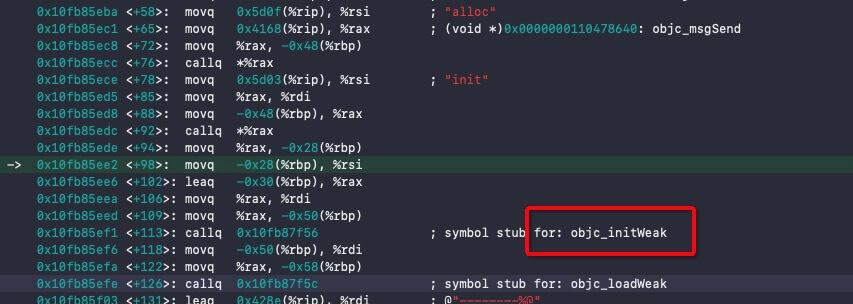 0x10fb85eba <+58>: movq 0x5d0f(%rip), %rsi ; "alloc"
0x10fb85ec1 <+65>: movq 0x4168(%rip), %rax ; (void *)0x0000000110478640: objc_msgSend
0x10fb85ec8 <+72>: movq %rax, -0x48(%rbp)
0x10fb85ecc <+76>: callq *%rax
0x10fb85ece <+78>: movq 0x5d03(%rip), %rsi ; "init"
0x10fb85ed5 <+85>: movq %rax, %rdi
0x10fb85ed8 <+88>: movq -0x48(%rbp), %rax
0x10fb85edc <+92>: callq *%rax
0x10fb85ede <+94>: movq %rax, -0x28(%rbp)
-> 0x10fb85ee2 <+98>: movq -0x28(%rbp), %rsi
0x10fb85ee6 <+102>: leaq -0x30(%rbp), %rax
0x10fb85eea <+106>: movq %rax, %rdi
0x10fb85eed <+109>: movq %rax, -0x50(%rbp)
0x10fb85ef1 <+113>: callq 0x10fb87f56 ; symbol stub for: objc_initWeak
0x10fb85ef6 <+118>: movq -0x50(%rbp), %rdi
0x10fb85efa <+122>: movq %rax, -0x58(%rbp)
0x10fb85efe <+126>: callq 0x10fb87f5c ; symbol stub for: objc_loadWeak
0x10fb85f03 <+131>: leaq 0x428e(%rip), %rdi ; @"--------%@"